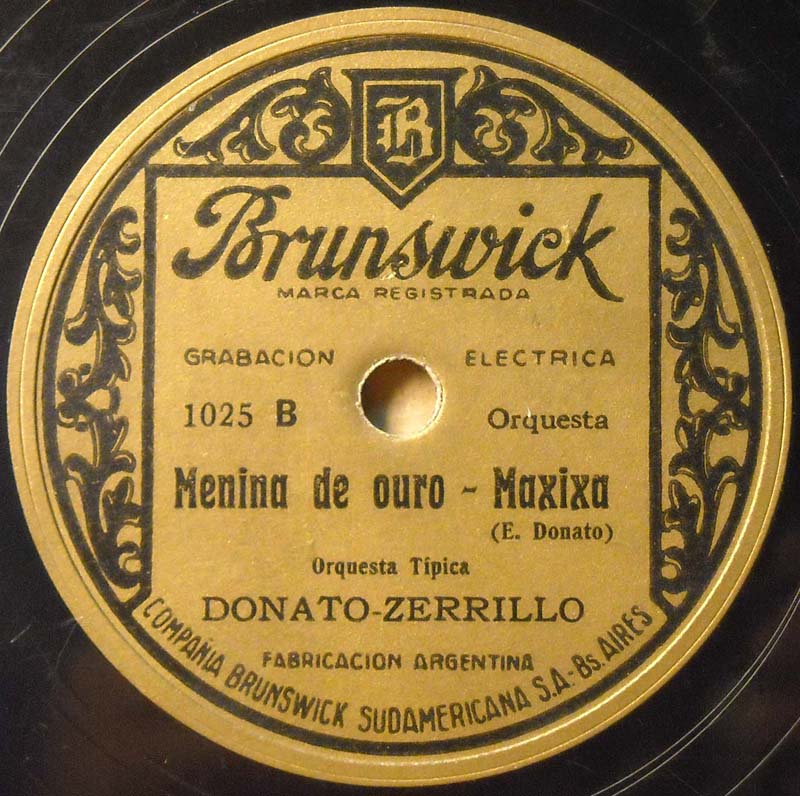 B
Brunswick
MARCA REGISTRADA
GRABACION ELECTRICA
1025 B Orquesta
Menina de ouro - Maxixa
(E. Donato)
Orquesta Típica
DONATO-ZERRILLO
FABRICACION ARGENTINA
COMPAÑIA BRUNSWICK SUDAMERICANA S.A.-Bs. AIRES